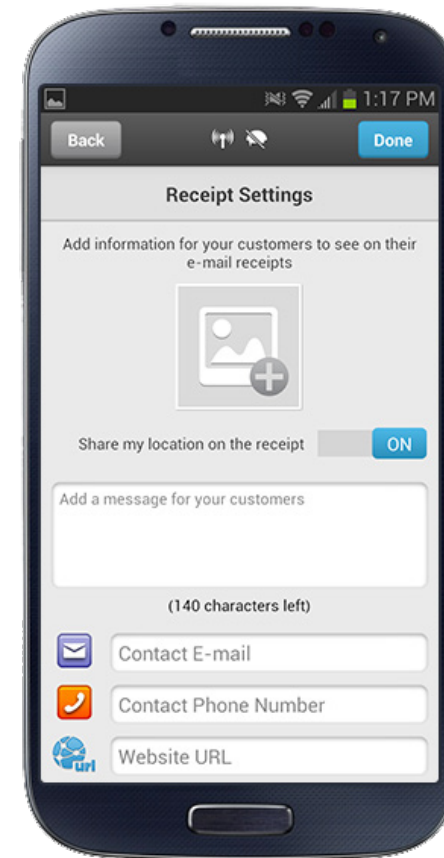 1:17 PM
Back
Done
Receipt Settings
Add information for your customers to see on their
e-mail receipts
Share my location on the receipt
ON
Add a message for your customers
(140 characters left)
Contact E-mail
Contact Phone Number
url
Website URL